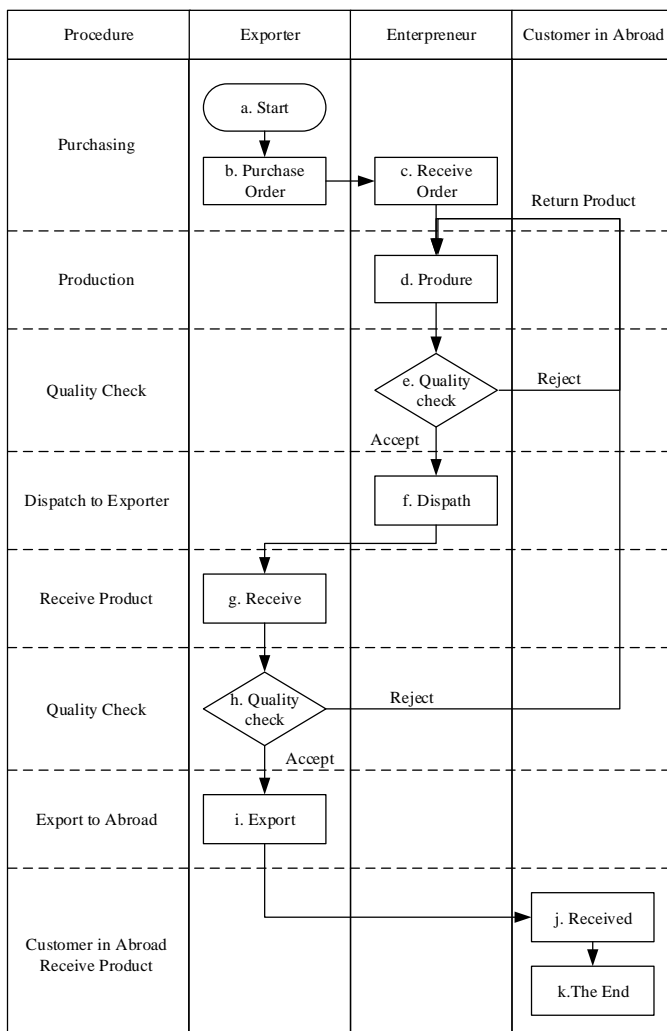 Procedure
Exporter
Enterpreneur
Customer in Abroad
Purchasing
a. Start
b. Purchase
Order
c. Receive
Order
Return Product
Production
d. Produre
Quality Check
e. Quality
check
Reject
Accept
Dispatch to Exporter
f. Dispath
Receive Product
g. Receive
Quality Check
h. Quality
check
Reject
Accept
Export to Abroad
i. Export
Customer in Abroad
Receive Product
j. Received
k.The End